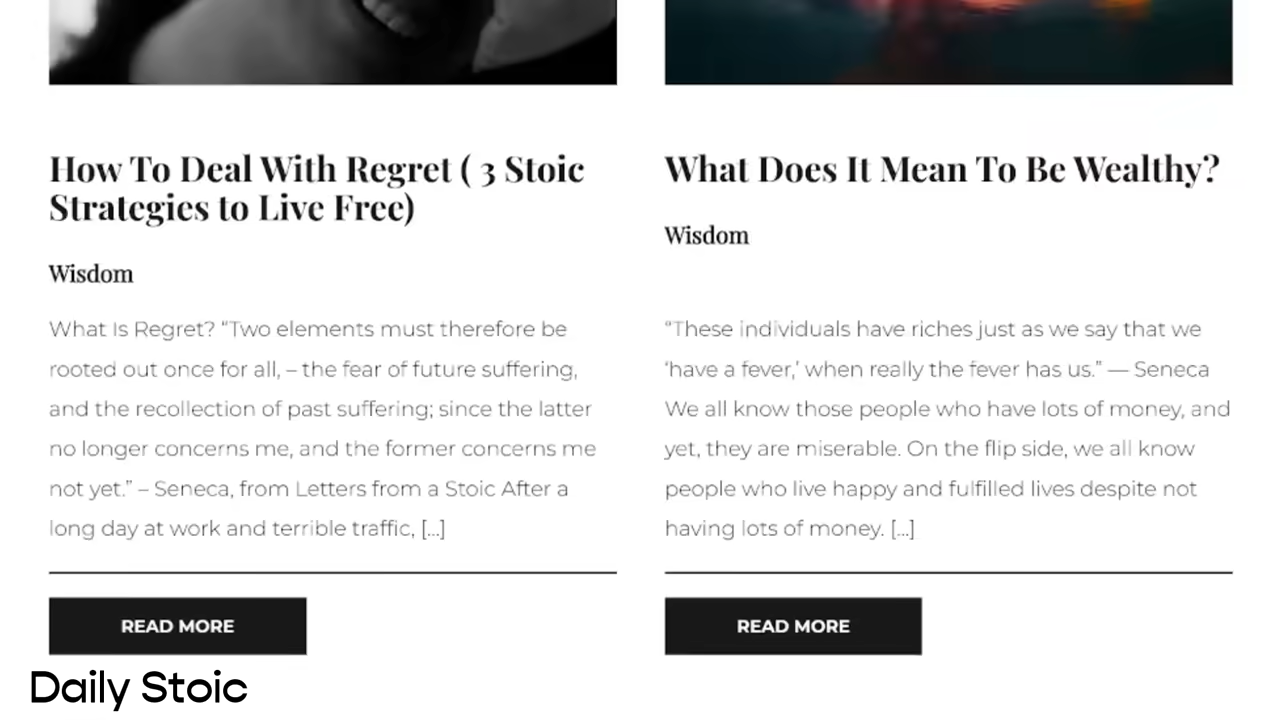 How To Deal With Regret ( 3 Stoic
Strategies to Live Free)
Wisdom
What Is Regret? “Two elements must therefore be
rooted out once for all, – the fear of future suffering,
and the recollection of past suffering; since the latter
no longer concerns me, and the former concerns me
not yet.” – Seneca, from Letters from a Stoic After a
long day at work and terrible traffic, [...]
READ MORE
What Does It Mean To Be Wealthy?
Wisdom
“These individuals have riches just as we say that we
‘have a fever,’ when really the fever has us.” — Seneca
We all know those people who have lots of money, and
yet, they are miserable. On the flip side, we all know
people who live happy and fulfilled lives despite not
having lots of money. [...]
READ MORE
Daily Stoic